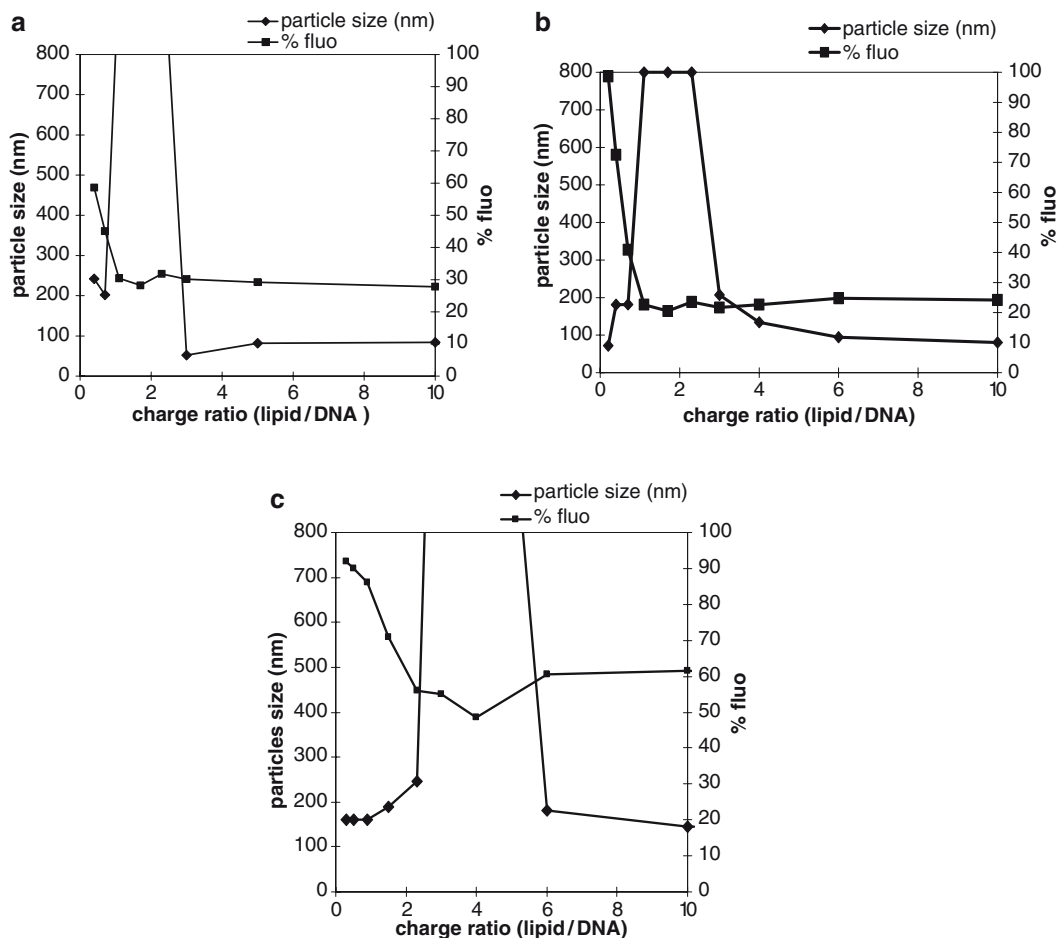 a
particle size (nm)
% fluo
800
700
600
500
400
300
200
100
0
particle size (nm)
100
90
80
70
60
50
40
30
20
10
0
% fluo
0 2 4 6 8 10
charge ratio (lipid/DNA )
b
particle size (nm)
% fluo
800
700
600
500
400
300
200
100
0
particle size (nm)
100
90
80
70
60
50
40
30
20
10
0
% fluo
0 2 4 6 8 10
charge ratio (lipid/DNA)
c
particle size (nm)
% fluo
800
700
600
500
400
300
200
100
0
particles size (nm)
100
90
80
70
60
50
40
30
20
10
0
% fluo
0 2 4 6 8 10
charge ratio (lipid/DNA)